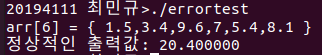 20194111 최민규>./errortest
arr[6] = { 1.5,3.4,9.6,7,5.4,8.1 }
정상적인 출력값: 20.400000